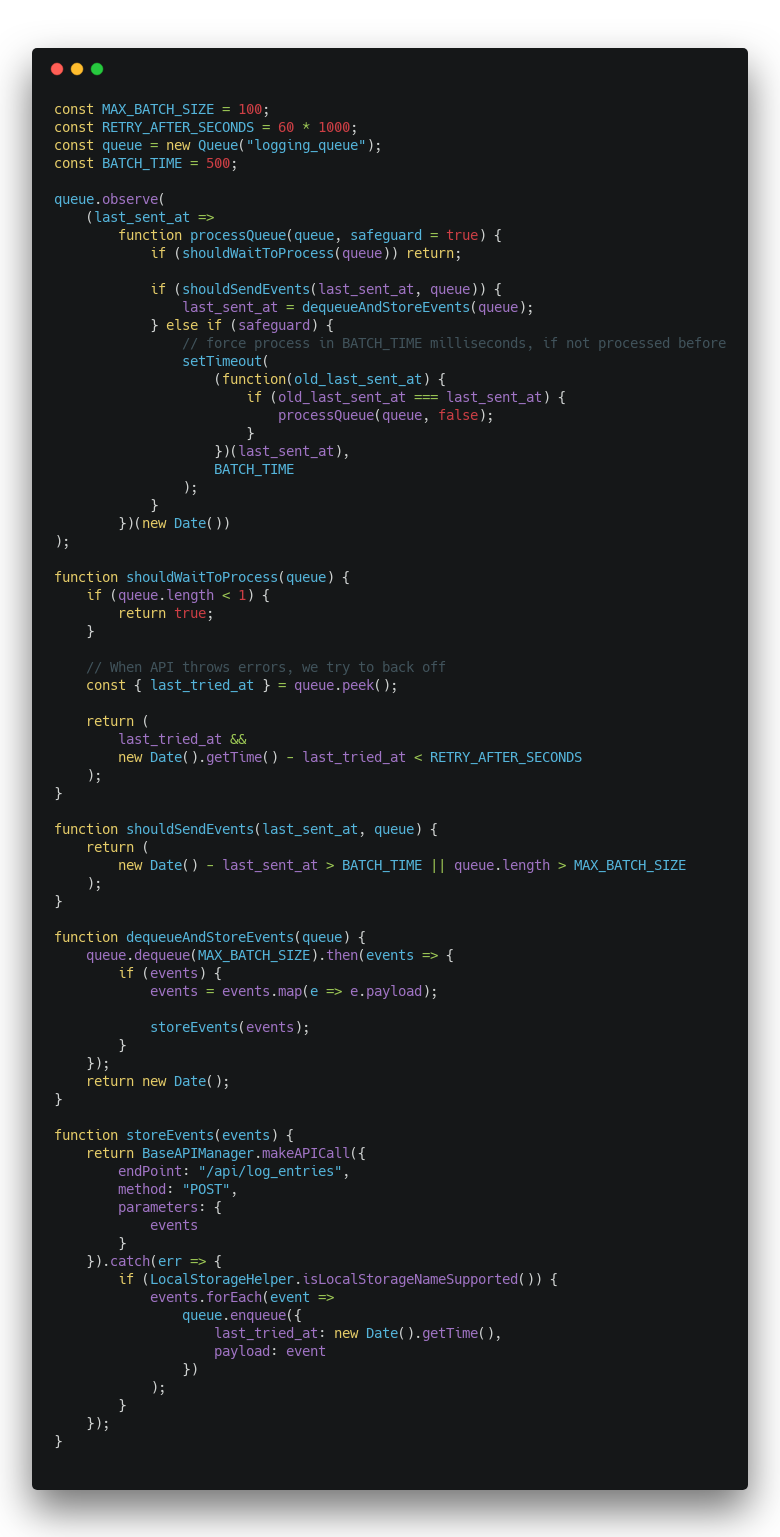 const MAX_BATCH_SIZE = 100;
const RETRY_AFTER_SECONDS = 60 * 1000;
const queue = new Queue("logging_queue");
const BATCH_TIME = 500;

queue.observe(
    (last_sent_at =>
        function processQueue(queue, safeguard = true) {
            if (shouldWaitToProcess(queue)) return;

            if (shouldSendEvents(last_sent_at, queue)) {
                last_sent_at = dequeueAndStoreEvents(queue);
            } else if (safeguard) {
                // force process in BATCH_TIME milliseconds, if not processed before
                setTimeout(
                    (function(old_last_sent_at) {
                        if (old_last_sent_at === last_sent_at) {
                            processQueue(queue, false);
                        }
                    })(last_sent_at),
                    BATCH_TIME
                );
            }
        })(new Date())
);

function shouldWaitToProcess(queue) {
    if (queue.length < 1) {
        return true;
    }

    // When API throws errors, we try to back off
    const { last_tried_at } = queue.peek();

    return (
        last_tried_at &&
        new Date().getTime() - last_tried_at < RETRY_AFTER_SECONDS
    );
}

function shouldSendEvents(last_sent_at, queue) {
    return (
        new Date() - last_sent_at > BATCH_TIME || queue.length > MAX_BATCH_SIZE
    );
}

function dequeueAndStoreEvents(queue) {
    queue.dequeue(MAX_BATCH_SIZE).then(events => {
        if (events) {
            events = events.map(e => e.payload);

            storeEvents(events);
        }
    });
    return new Date();
}

function storeEvents(events) {
    return BaseAPIManager.makeAPICall({
        endPoint: "/api/log_entries",
        method: "POST",
        parameters: {
            events
        }
    }).catch(err => {
        if (LocalStorageHelper.isLocalStorageNameSupported()) {
            events.forEach(event =>
                queue.enqueue({
                    last_tried_at: new Date().getTime(),
                    payload: event
                })
            );
        }
    });
}